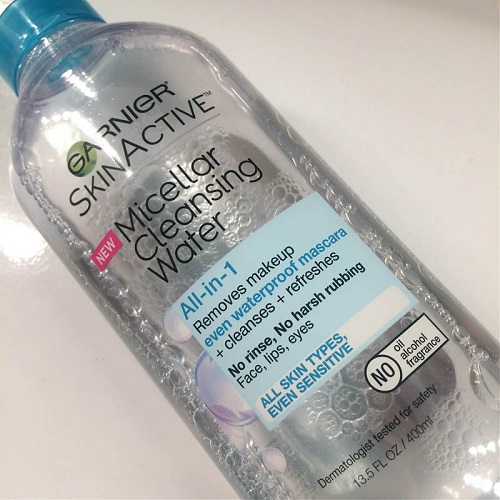 GARNIER
SKINACTIVE™
NEW
Micellar
Cleansing
Water
All-in-1
Removes makeup
even waterproof mascara
+ cleanses + refreshes
No rinse, No harsh rubbing
Face, lips, eyes
ALL SKIN TYPES,
EVEN SENSITIVE
NO
oil
alcohol
fragrance
Dermatologist tested for safety
13.5 FL OZ / 400ml